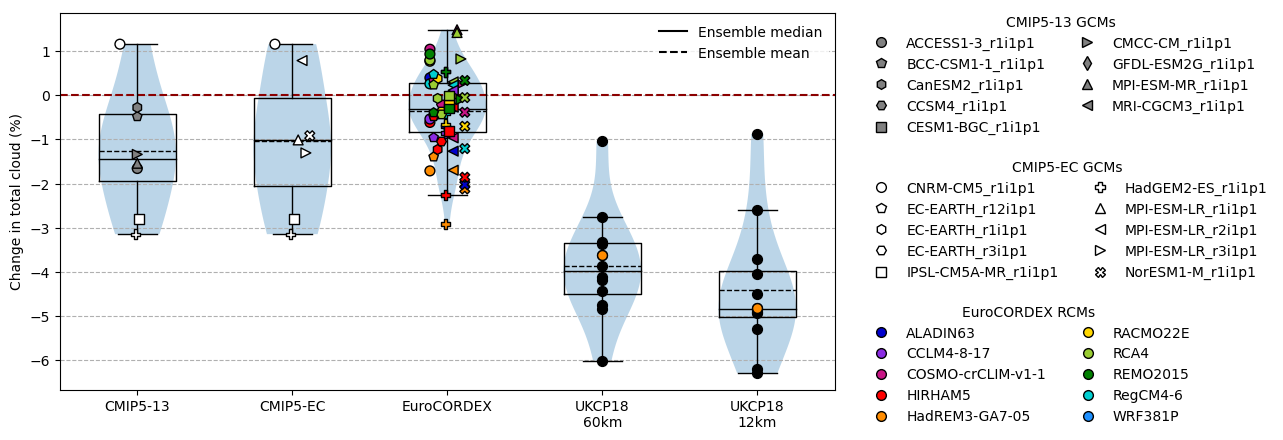 Change in total cloud (%)
1
0
−1
−2
−3
−4
−5
−6
CMIP5-13
CMIP5-EC
EuroCORDEX
UKCP18
60km
UKCP18
12km
Ensemble median
Ensemble mean
CMIP5-13 GCMs
ACCESS1-3_r1i1p1
BCC-CSM1-1_r1i1p1
CanESM2_r1i1p1
CCSM4_r1i1p1
CESM1-BGC_r1i1p1
CMCC-CM_r1i1p1
GFDL-ESM2G_r1i1p1
MPI-ESM-MR_r1i1p1
MRI-CGCM3_r1i1p1
CMIP5-EC GCMs
CNRM-CM5_r1i1p1
EC-EARTH_r12i1p1
EC-EARTH_r1i1p1
EC-EARTH_r3i1p1
IPSL-CM5A-MR_r1i1p1
HadGEM2-ES_r1i1p1
MPI-ESM-LR_r1i1p1
MPI-ESM-LR_r2i1p1
MPI-ESM-LR_r3i1p1
NorESM1-M_r1i1p1
EuroCORDEX RCMs
ALADIN63
CCLM4-8-17
COSMO-crCLIM-v1-1
HIRHAM5
HadREM3-GA7-05
RACMO22E
RCA4
REMO2015
RegCM4-6
WRF381P